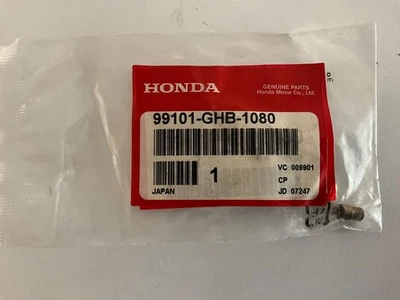 HONDA
GENUINE PARTS
Honda Motor Co., Ltd.
99101-GHB-1080
1
VC 009901
CP
JAPAN
JD 07247